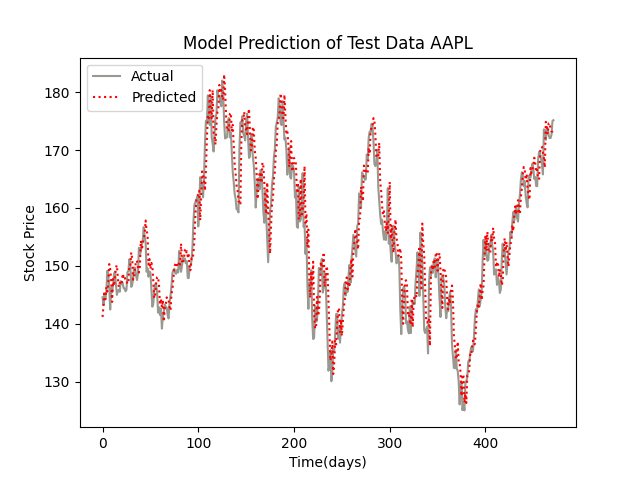 Model Prediction of Test Data AAPL
Actual
Predicted
180
170
160
150
140
130
Stock Price
0 100 200 300 400
Time(days)